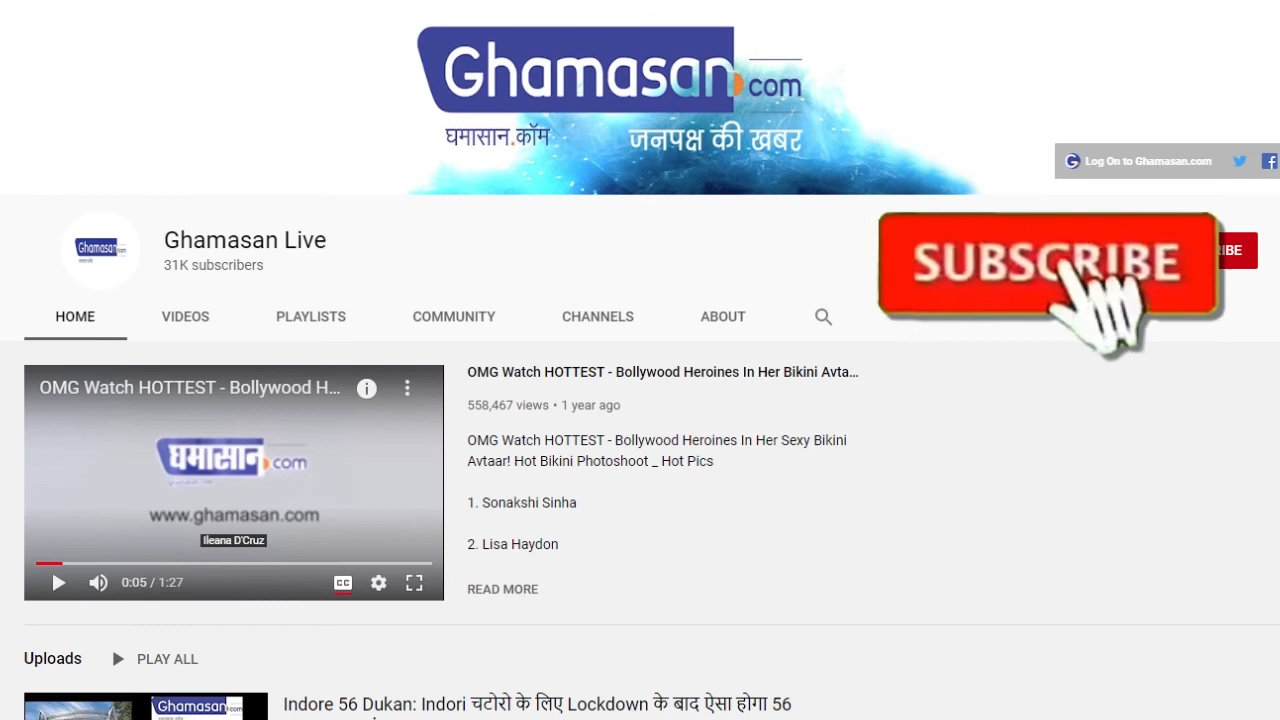 Ghamasan.com
घमासान.कॉम
जनपक्ष की खबर
Log On to Ghamasan.com
Ghamasan
Ghamasan Live
31K subscribers
SUBSCRIBE
IBE
HOME
VIDEOS
PLAYLISTS
COMMUNITY
CHANNELS
ABOUT
OMG Watch HOTTEST - Bollywood H...
घमासान.com
www.ghamasan.com
Ileana D'Cruz
0:05 / 1:27
CC
OMG Watch HOTTEST - Bollywood Heroines In Her Bikini Avta...
558,467 views • 1 year ago
OMG Watch HOTTEST - Bollywood Heroines In Her Sexy Bikini
Avtaar! Hot Bikini Photoshoot _ Hot Pics
1. Sonakshi Sinha
2. Lisa Haydon
READ MORE
Uploads
PLAY ALL
Ghamasan
Indore 56 Dukan: Indori चटोरो के लिए Lockdown के बाद ऐसा होगा 56